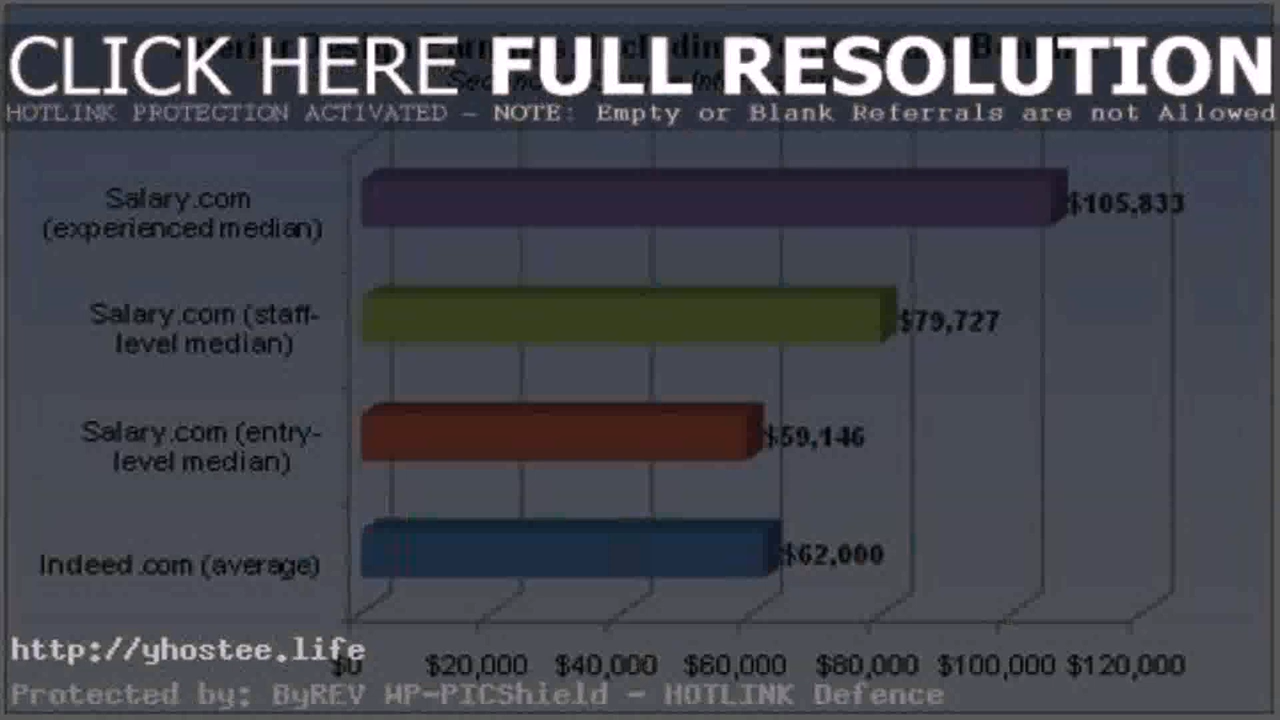 CLICK HERE FULL RESOLUTION
HOTLINK PROTECTION ACTIVATED - NOTE: Empty or Blank Referrals are not Allowed
Salary.com
(experienced median)
$105,833
Salary.com (staff-
level median)
$79,727
Salary.com (entry-
level median)
$59,146
Indeed.com (average)
$62,000
http://yhostee.life
$0 $20,000 $40,000 $60,000 $80,000 $100,000 $120,000
Protected by: ByREV WP-PICShield - HOTLINK Defence